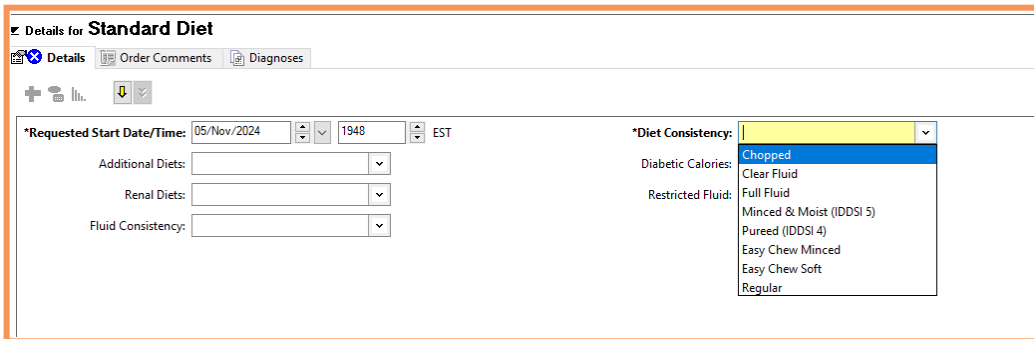 Details for Standard Diet
Details Order Comments Diagnoses
*Requested Start Date/Time: 05/Nov/2024 1948 EST *Diet Consistency:
Additional Diets: Diabetic Calories: Chopped
Clear Fluid
Renal Diets: Restricted Fluid: Full Fluid
Minced & Moist (IDDSI 5)
Fluid Consistency: Pureed (IDDSI 4)
Easy Chew Minced
Easy Chew Soft
Regular